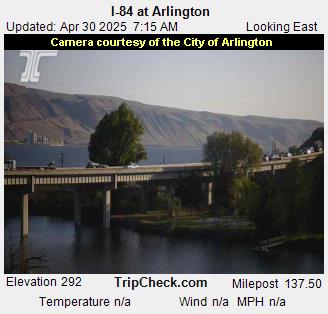 I-84 at Arlington
Updated: Apr 30 2025 7:15 AM Looking East
Camera courtesy of the City of Arlington
Elevation 292 TripCheck.com Milepost 137.50
Temperature n/a Wind n/a MPH n/a